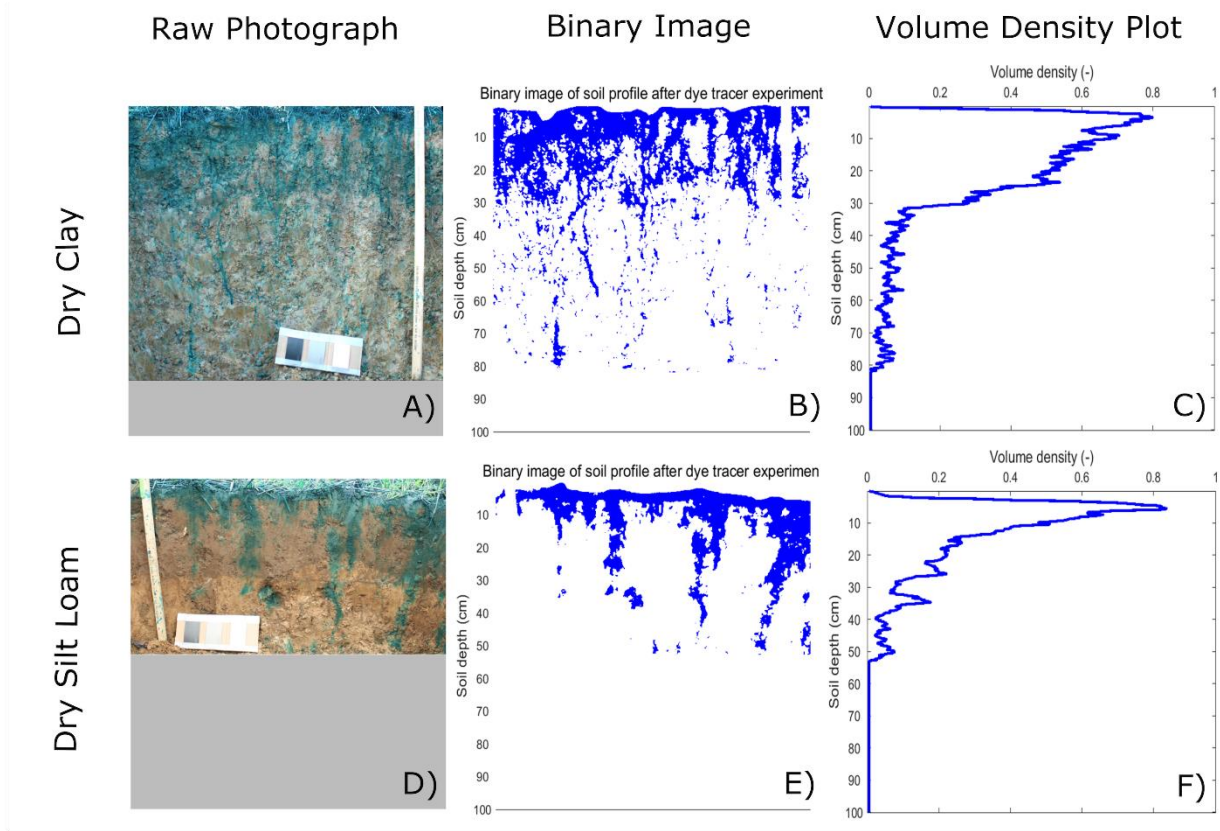 Raw Photograph
Binary Image
Volume Density Plot
Dry Clay
A)
Binary image of soil profile after dye tracer experiment
Soil depth (cm)
10
20
30
40
50
60
70
80
90
100
B)
Volume density (-)
0 0.2 0.4 0.6 0.8 1
Soil depth (cm)
10
20
30
40
50
60
70
80
90
100
C)
Dry Silt Loam
D)
Binary image of soil profile after dye tracer experimen
Soil depth (cm)
10
20
30
40
50
60
70
80
90
100
E)
Volume density (-)
0 0.2 0.4 0.6 0.8 1
Soil depth (cm)
10
20
30
40
50
60
70
80
90
100
F)